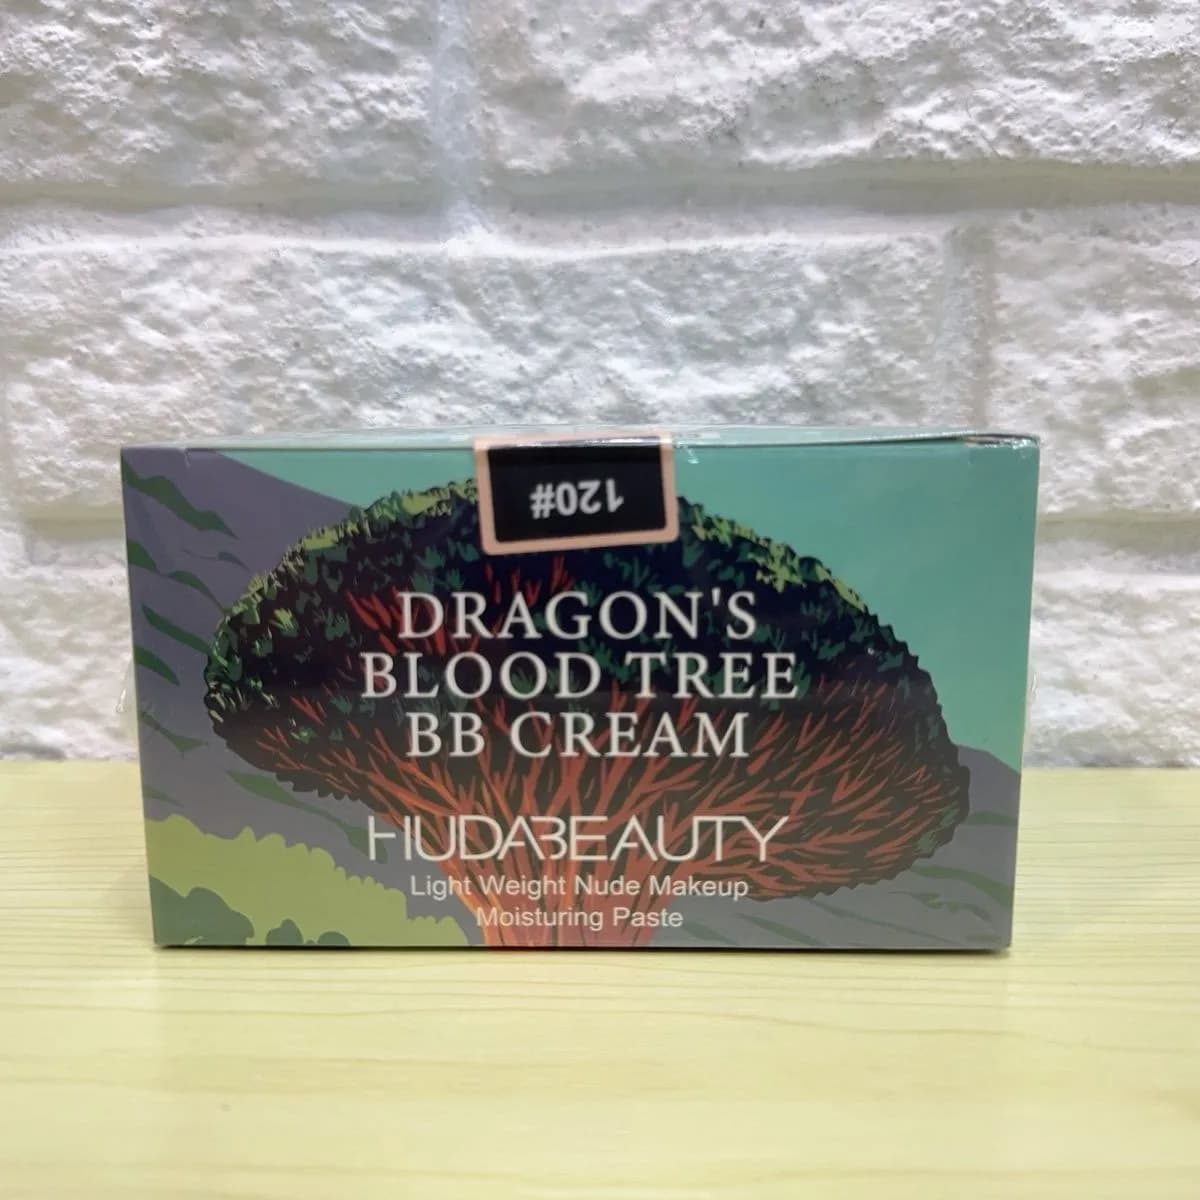 120#
DRAGON'S
BLOOD TREE
BB CREAM
HUDABEAUTY
Light Weight Nude Makeup
Moisturing Paste